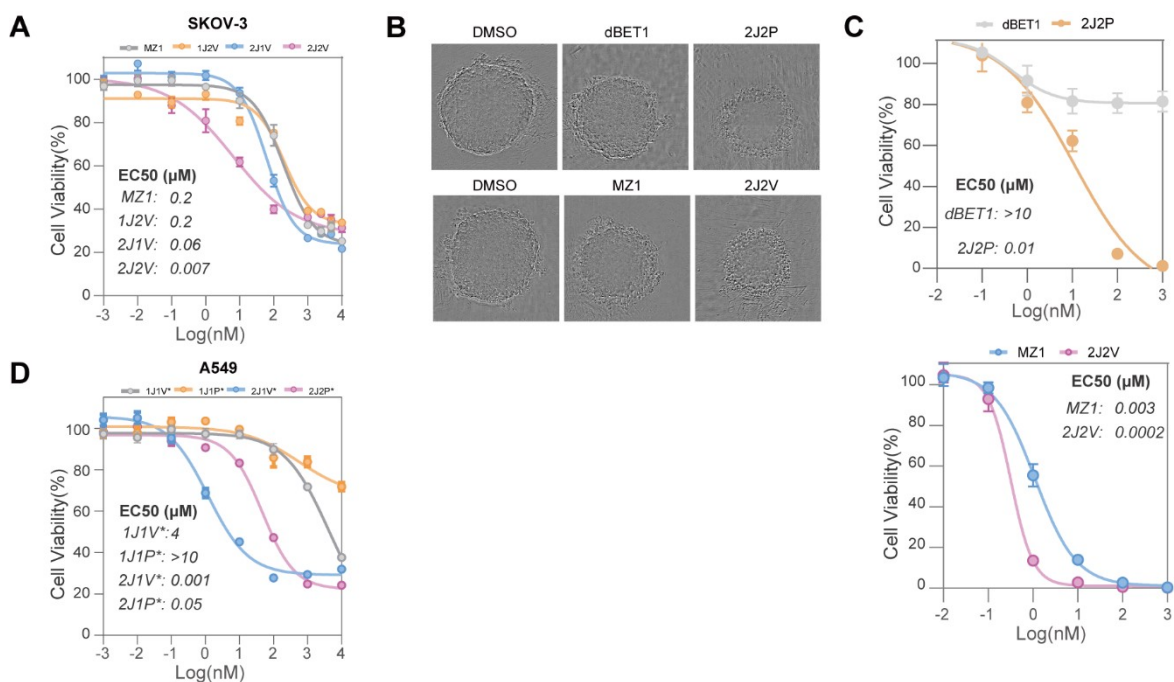 A
SKOV-3
MZ1 1J2V 2J1V 2J2V
Cell Viability(%)
100
80
60
40
20
0
EC50 (µM)
MZ1: 0.2
1J2V: 0.2
2J1V: 0.06
2J2V: 0.007
-3 -2 -1 0 1 2 3 4
Log(nM)
B
DMSO dBET1 2J2P
DMSO MZ1 2J2V
C
dBET1 2J2P
Cell Viability(%)
100
80
60
40
20
0
EC50 (µM)
dBET1: >10
2J2P: 0.01
-2 -1 0 1 2 3
Log(nM)
MZ1 2J2V
Cell Viability(%)
100
80
60
40
20
0
EC50 (µM)
MZ1: 0.003
2J2V: 0.0002
-2 -1 0 1 2 3
Log(nM)
D
A549
1J1V* 1J1P* 2J1V* 2J2P*
Cell Viability(%)
100
80
60
40
20
0
EC50 (µM)
1J1V*: 4
1J1P*: >10
2J1V*: 0.001
2J1P*: 0.05
-3 -2 -1 0 1 2 3 4
Log(nM)